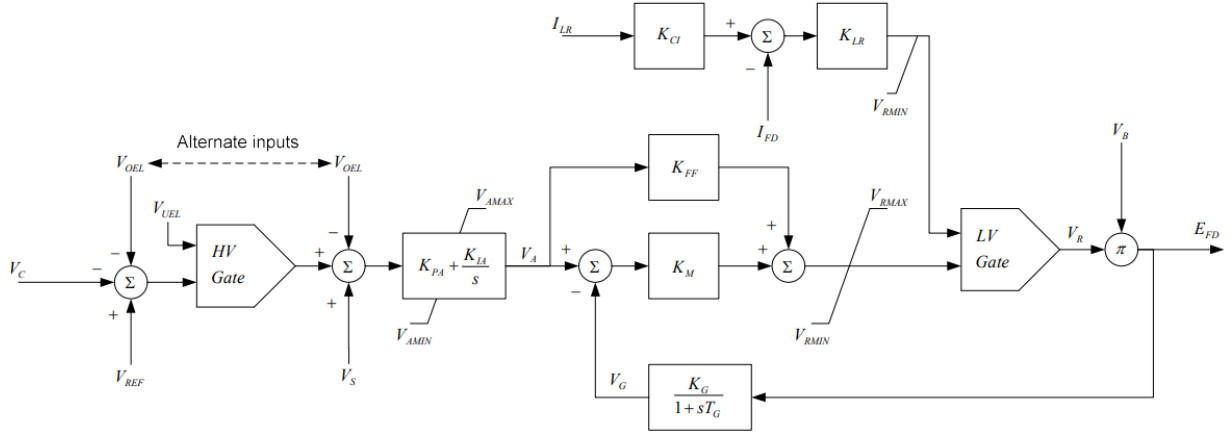 I_LR
K_CI
+
Σ
−
K_LR
V_RMIN
I_FD
V_B
Alternate inputs
V_OEL
V_OEL
V_UEL
K_FF
V_AMAX
V_RMAX
V_C
−
−
Σ
+
HV
Gate
+
−
Σ
+
K_PA + K_IA/s
V_A
+
Σ
−
K_M
+
+
Σ
LV
Gate
V_R
π
E_FD
V_AMIN
V_RMIN
V_REF
V_S
V_G
K_G
1 + sT_G